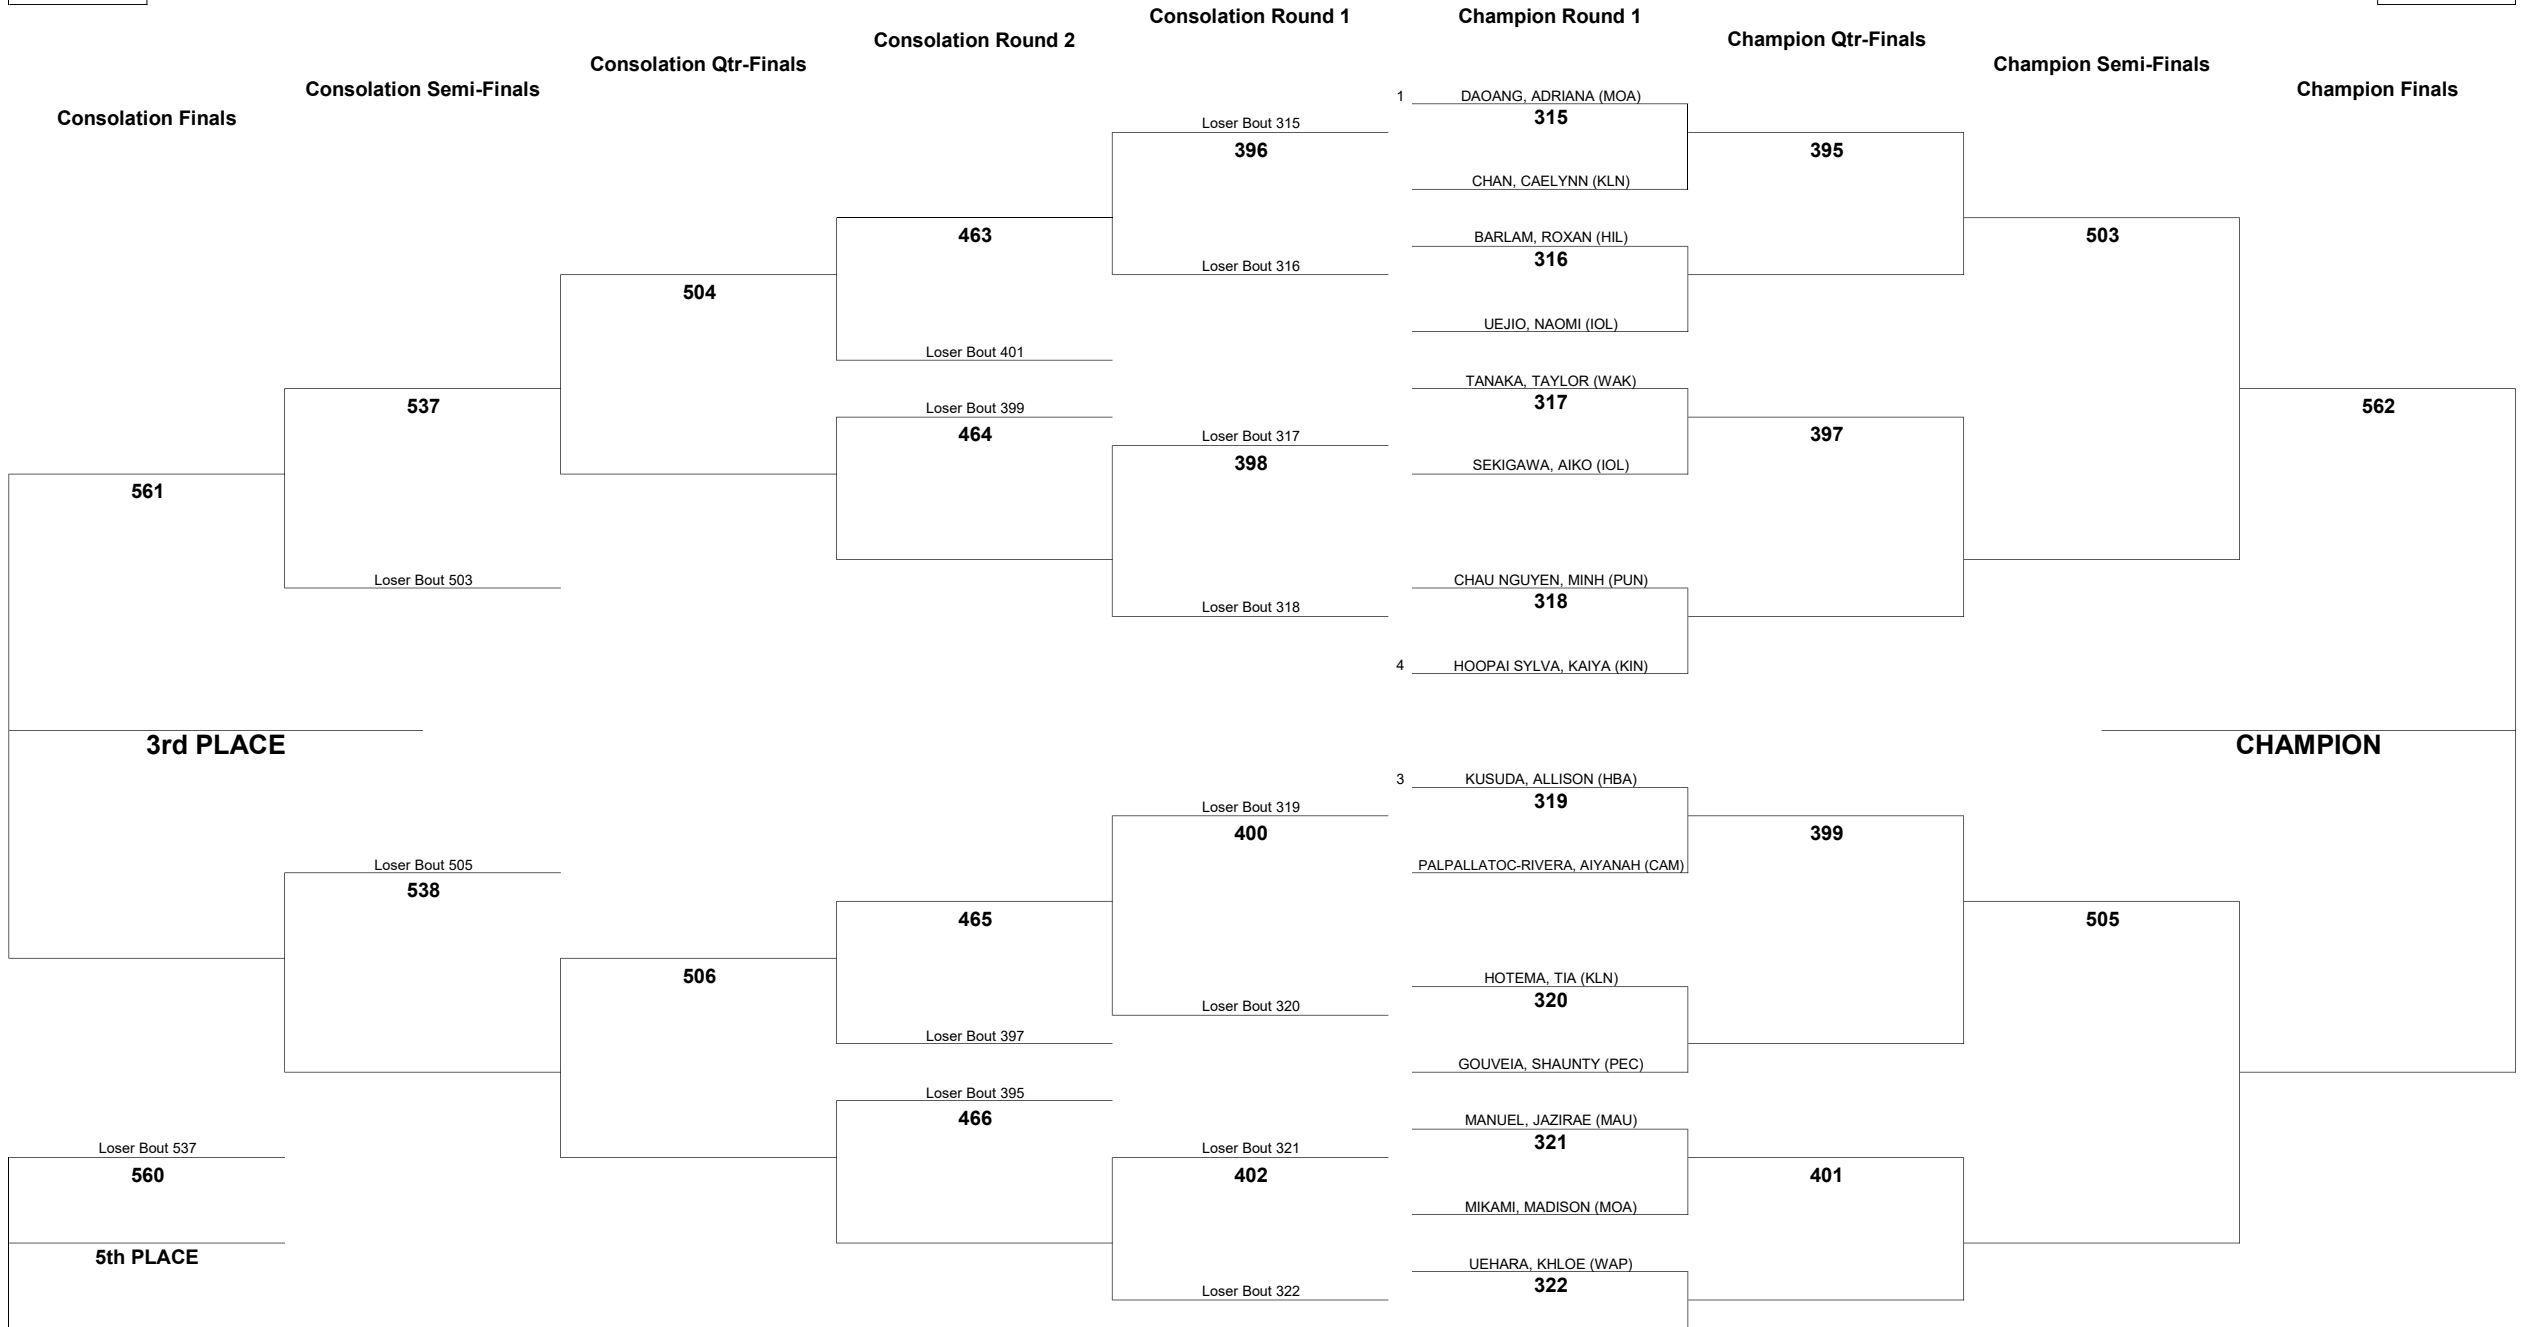 Consolation Round 1
Champion Round 1
Consolation Round 2
Champion Qtr-Finals
Consolation Qtr-Finals
Champion Semi-Finals
Consolation Semi-Finals
Champion Finals
Consolation Finals
1 DAOANG, ADRIANA (MOA)
315
Loser Bout 315
396
395
CHAN, CAELYNN (KLN)
463
BARLAM, ROXAN (HIL)
503
316
Loser Bout 316
504
UEJIO, NAOMI (IOL)
Loser Bout 401
TANAKA, TAYLOR (WAK)
317
537
Loser Bout 399
562
464
Loser Bout 317
397
398
SEKIGAWA, AIKO (IOL)
561
Loser Bout 503
CHAU NGUYEN, MINH (PUN)
318
Loser Bout 318
4 HOOPAI SYLVA, KAIYA (KIN)
3rd PLACE
CHAMPION
3 KUSUDA, ALLISON (HBA)
319
Loser Bout 319
400
399
Loser Bout 505
PALPALLATOC-RIVERA, AIYANAH (CAM)
538
465
505
506
HOTEMA, TIA (KLN)
320
Loser Bout 320
Loser Bout 397
GOUVEIA, SHAUNTY (PEC)
Loser Bout 395
466
MANUEL, JAZIRAE (MAU)
321
Loser Bout 537
Loser Bout 321
560
402
401
MIKAMI, MADISON (MOA)
5th PLACE
UEHARA, KHLOE (WAP)
322
Loser Bout 322